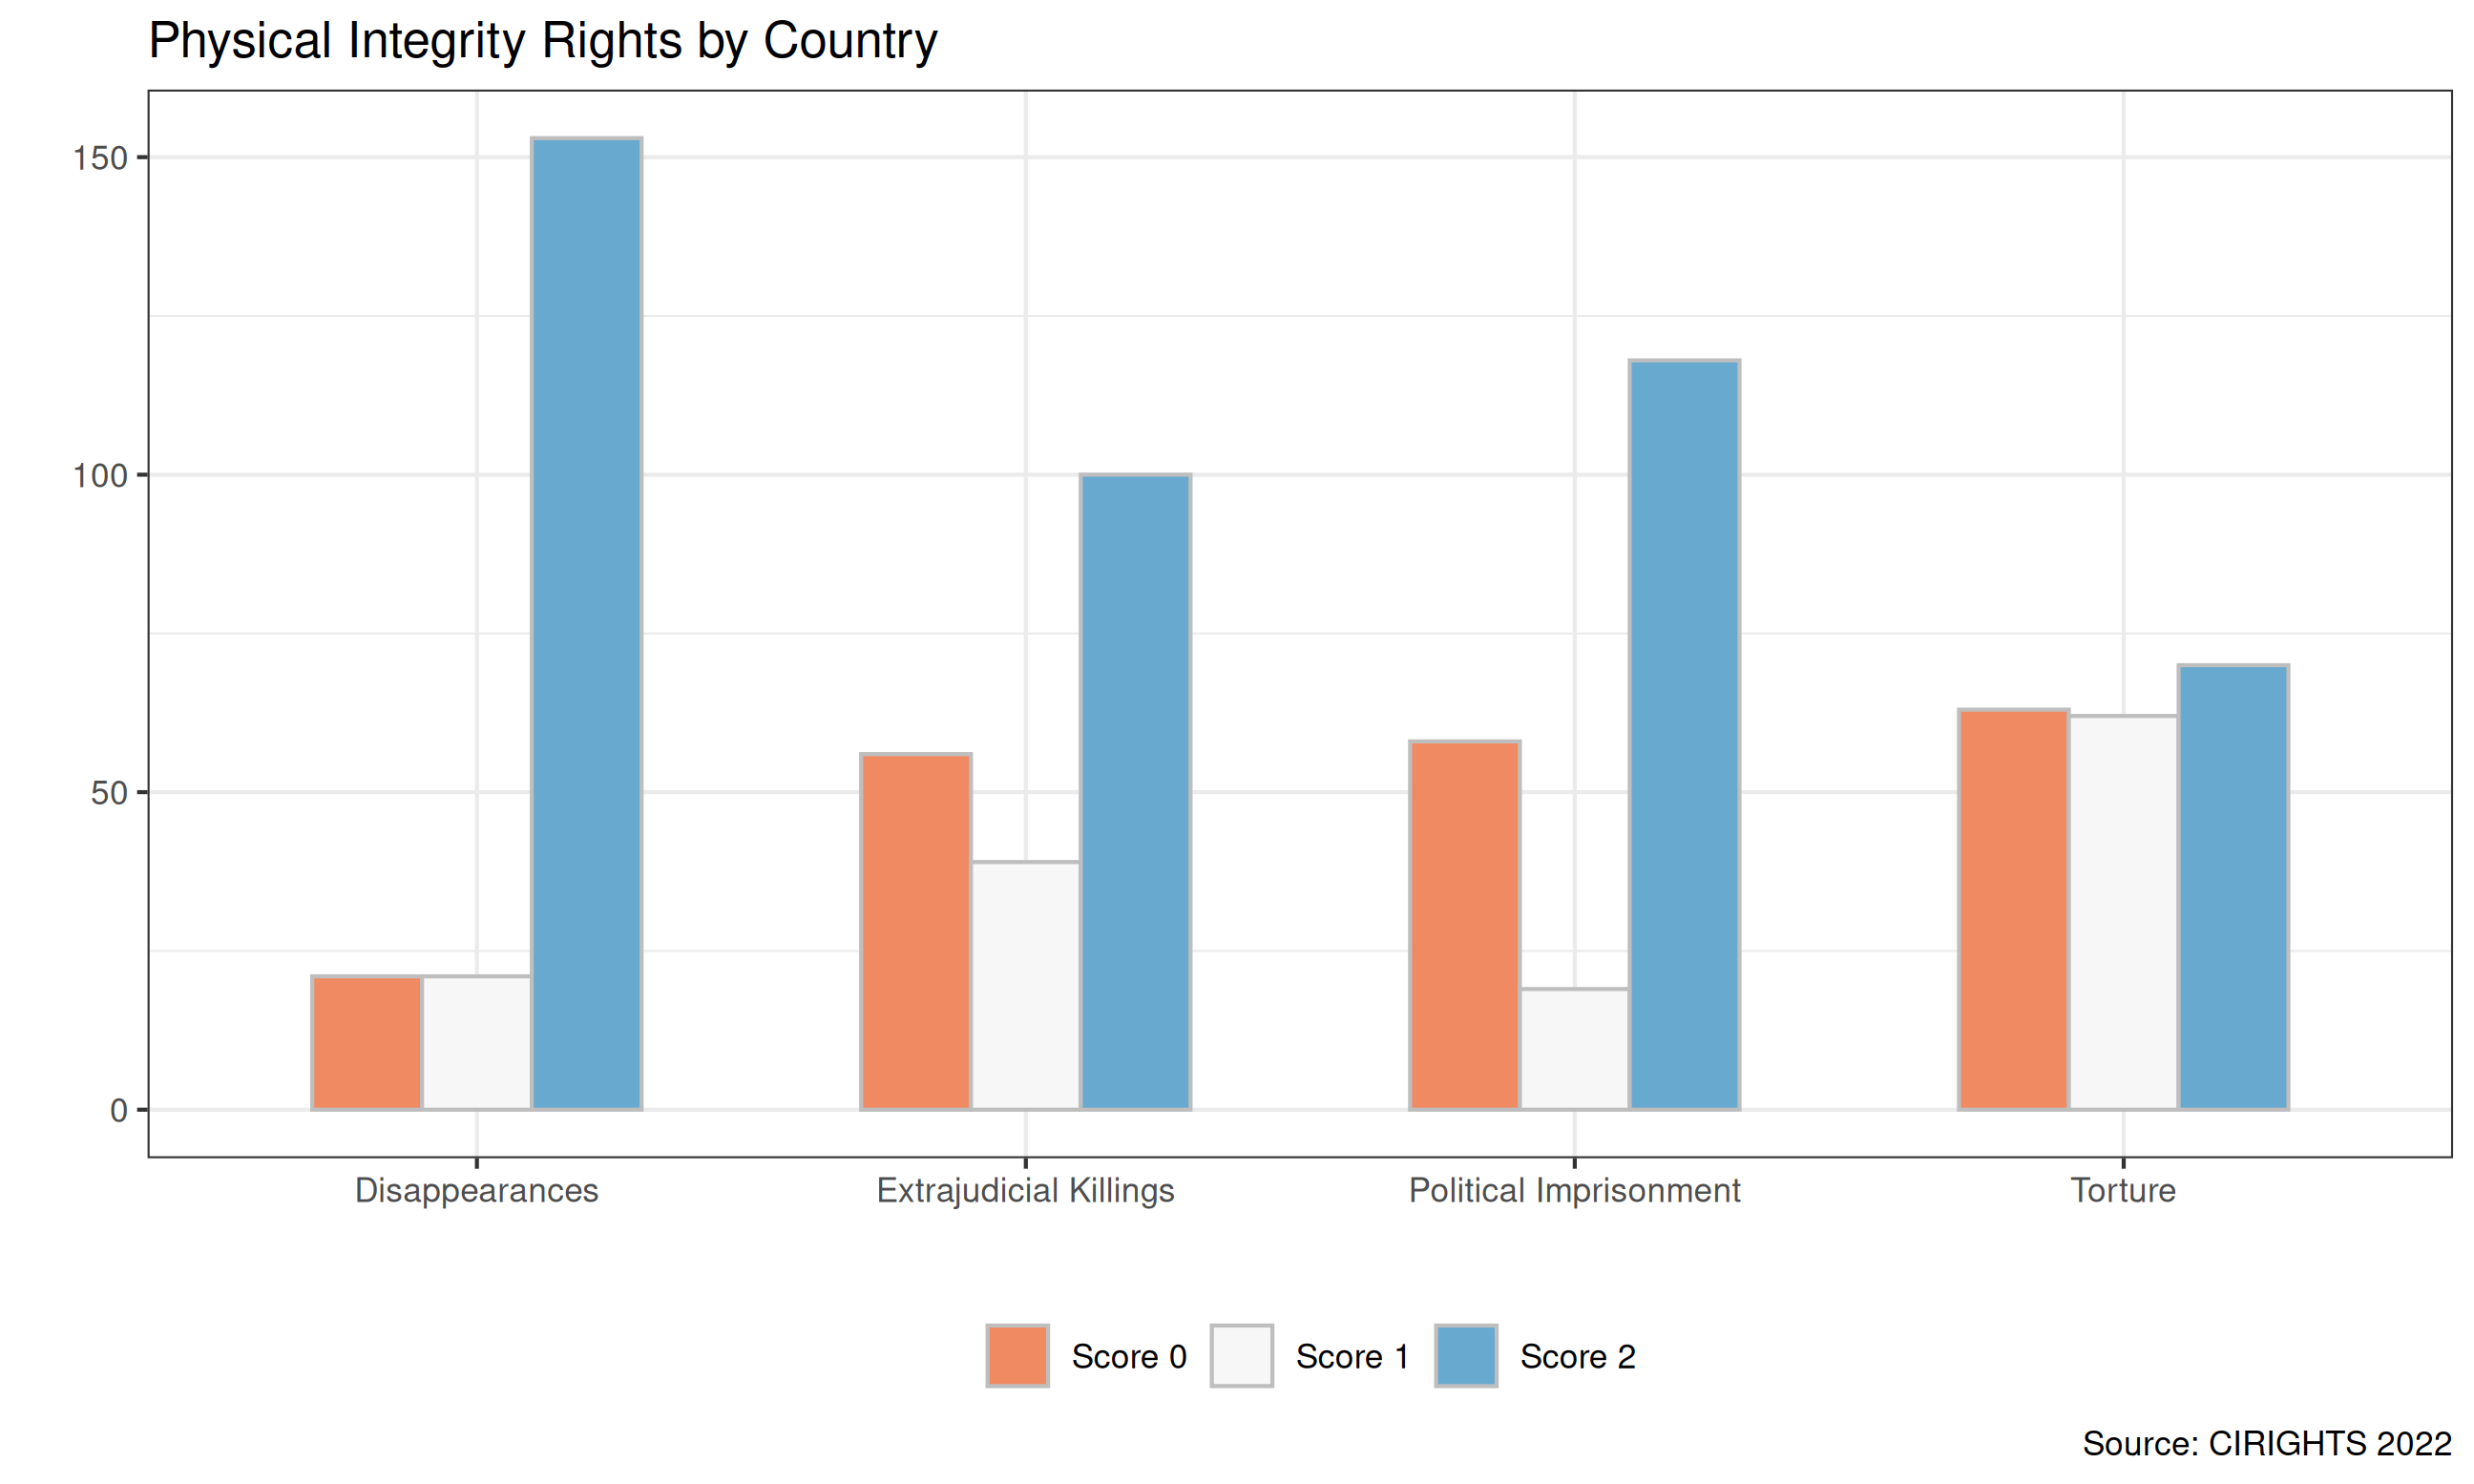 Physical Integrity Rights by Country
150
100
50
0
Disappearances Extrajudicial Killings Political Imprisonment Torture
Score 0 Score 1 Score 2
Source: CIRIGHTS 2022